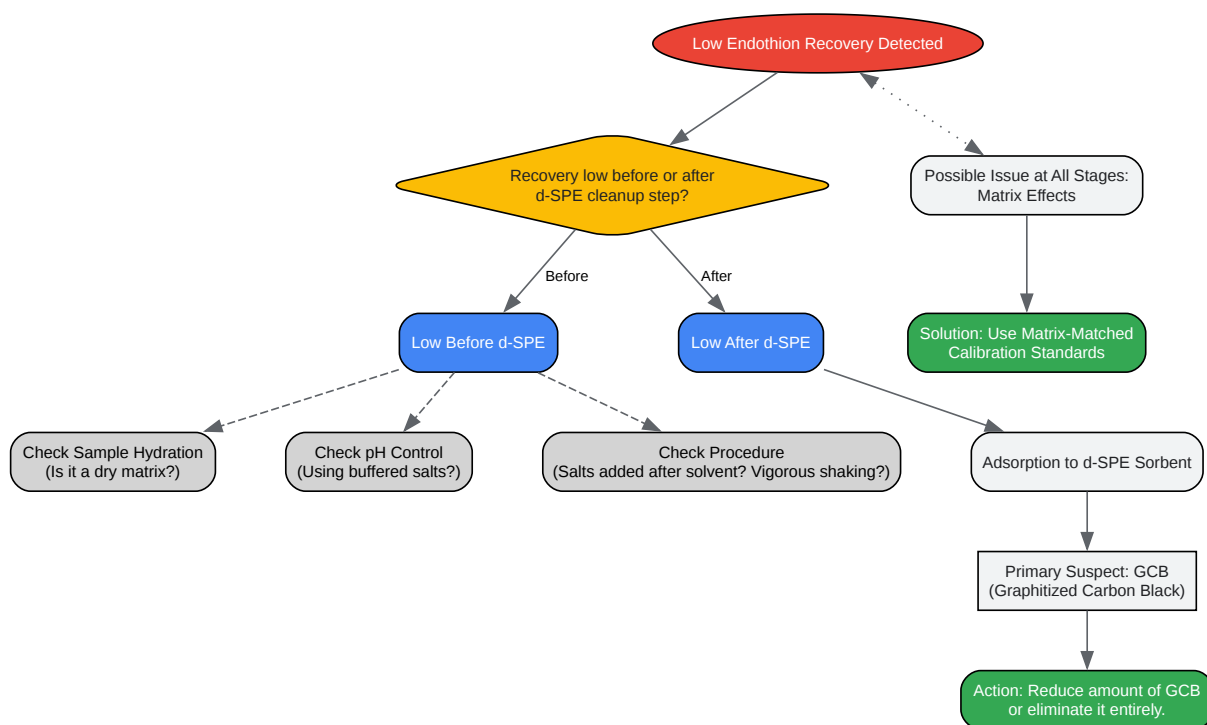 Low Endothion Recovery Detected
Recovery low before or after
d-SPE cleanup step?
Possible Issue at All Stages:
Matrix Effects
Before
After
Low Before d-SPE
Low After d-SPE
Solution: Use Matrix-Matched
Calibration Standards
Check Sample Hydration
(Is it a dry matrix?)
Check pH Control
(Using buffered salts?)
Check Procedure
(Salts added after solvent? Vigorous shaking?)
Adsorption to d-SPE Sorbent
Primary Suspect: GCB
(Graphitized Carbon Black)
Action: Reduce amount of GCB
or eliminate it entirely.